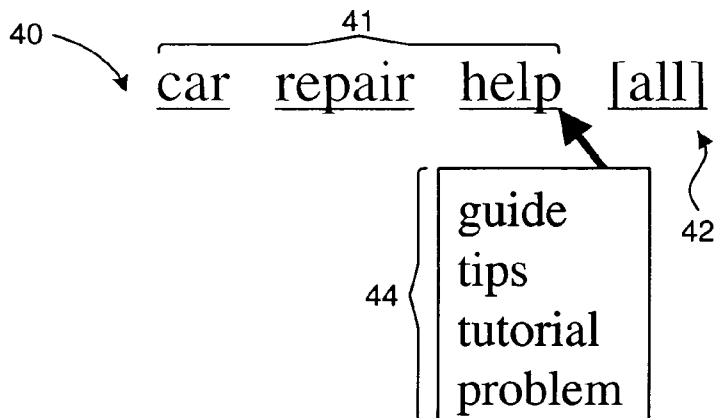 40
41
car repair help [all]
42
44
guide
tips
tutorial
problem